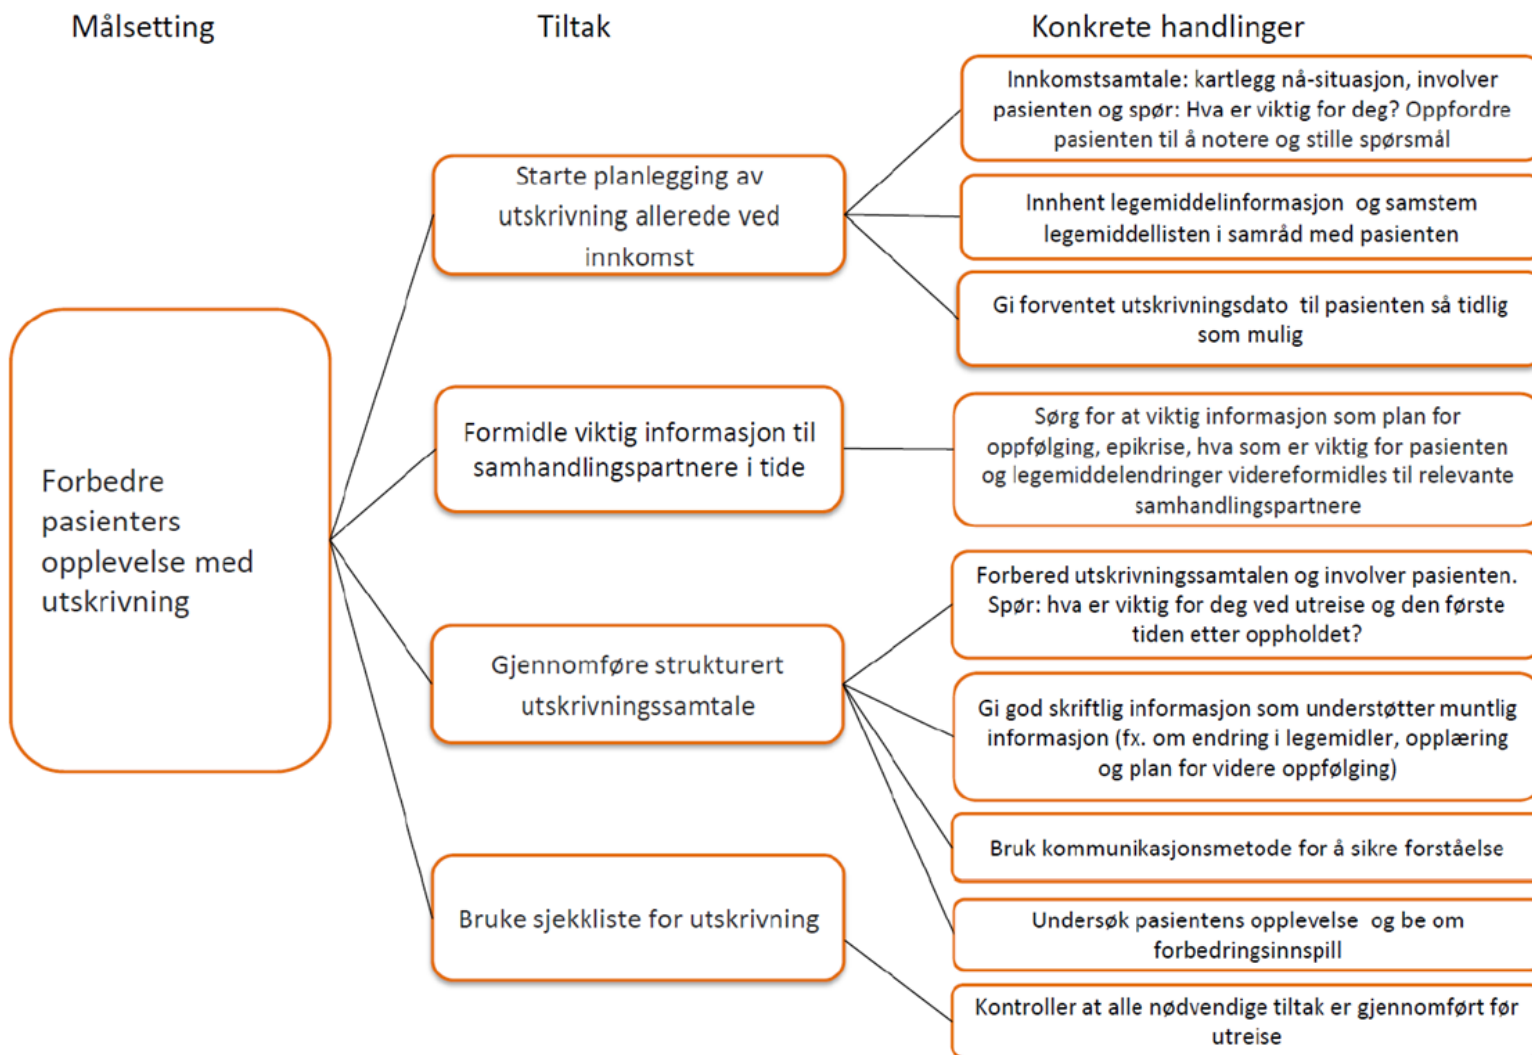 Målsetting
Tiltak
Konkrete handlinger
Forbedre
pasienters
opplevelse med
utskrivning
Starte planlegging av
utskrivning allerede ved
innkomst
Innkomstsamtale: kartlegg nå-situasjon, involver
pasienten og spør: Hva er viktig for deg? Oppfordre
pasienten til å notere og stille spørsmål
Innhent legemiddelinformasjon og samstem
legemiddellisten i samråd med pasienten
Gi forventet utskrivningsdato til pasienten så tidlig
som mulig
Formidle viktig informasjon til
samhandlingspartnere i tide
Sørg for at viktig informasjon som plan for
oppfølging, epikrise, hva som er viktig for pasienten
og legemiddelendringer videreformidles til relevante
samhandlingspartnere
Gjennomføre strukturert
utskrivningssamtale
Forbered utskrivningssamtalen og involver pasienten.
Spør: hva er viktig for deg ved utreise og den første
tiden etter oppholdet?
Gi god skriftlig informasjon som understøtter muntlig
informasjon (fx. om endring i legemidler, opplæring
og plan for videre oppfølging)
Bruk kommunikasjonsmetode for å sikre forståelse
Undersøk pasientens opplevelse og be om
forbedringsinnspill
Bruke sjekkliste for utskrivning
Kontroller at alle nødvendige tiltak er gjennomført før
utreise